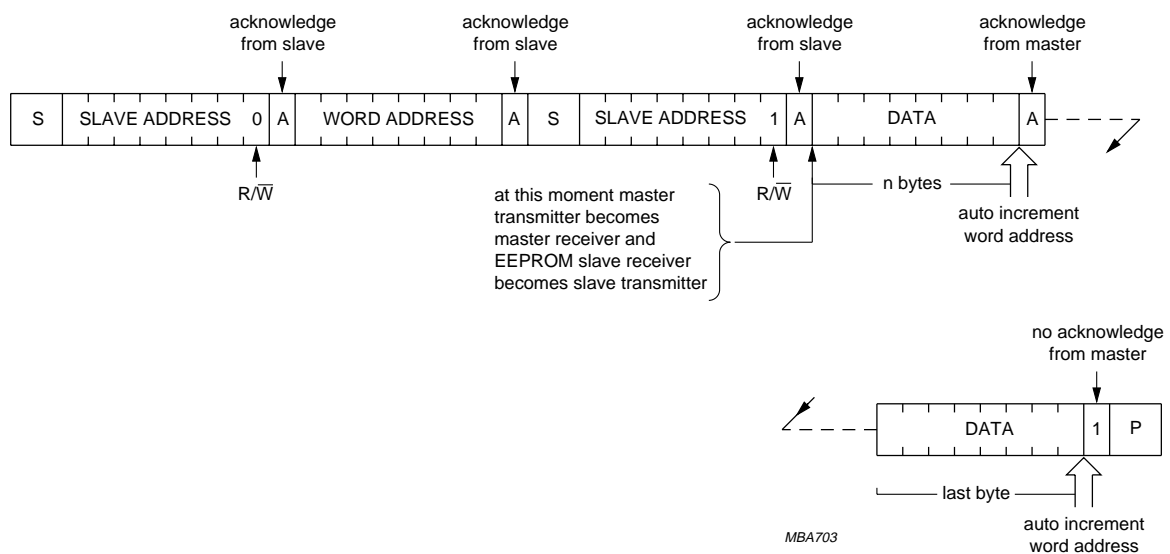 acknowledge
from slave
acknowledge
from slave
acknowledge
from slave
acknowledge
from master
S SLAVE ADDRESS 0 A WORD ADDRESS A S SLAVE ADDRESS 1 A DATA A
R/W̅
R/W̅
n bytes
at this moment master
transmitter becomes
master receiver and
EEPROM slave receiver
becomes slave transmitter
auto increment
word address
no acknowledge
from master
DATA 1 P
last byte
auto increment
word address
MBA703